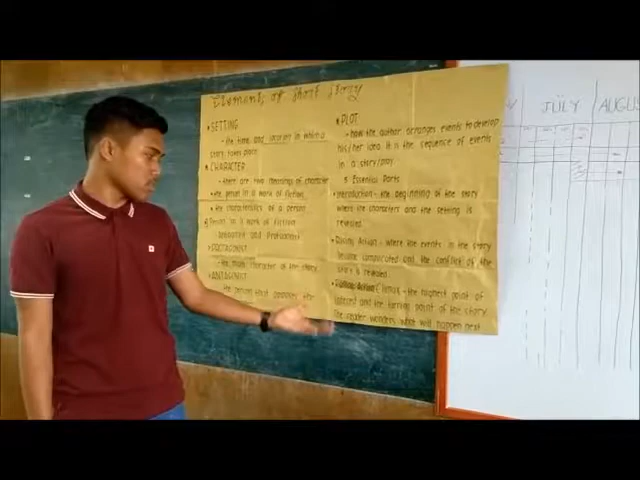 Elements of Short Story
•SETTING
- the time and location in which a
story takes place
•CHARACTER
- there are two meanings of character
•the person in a work of fiction.
• the characteristics of a person
Person in a work of fiction
Antagonist and Protagonist
•PROTAGONIST
- the main character of the story
•ANTAGONIST
•PLOT
- how the author arranges events to develop
his/her idea. It is the sequence of events
in a story/play
5 Essential Parts
•Introduction - the beginning of the story
where the characters and the setting is
revealed.
•Rising Action - where the events in the story
become complicated and the conflict of the
story is revealed.
Climax - the highest point of
interest and the turning point of the story.
The reader wonders what will happen next
JULY
AUGUS